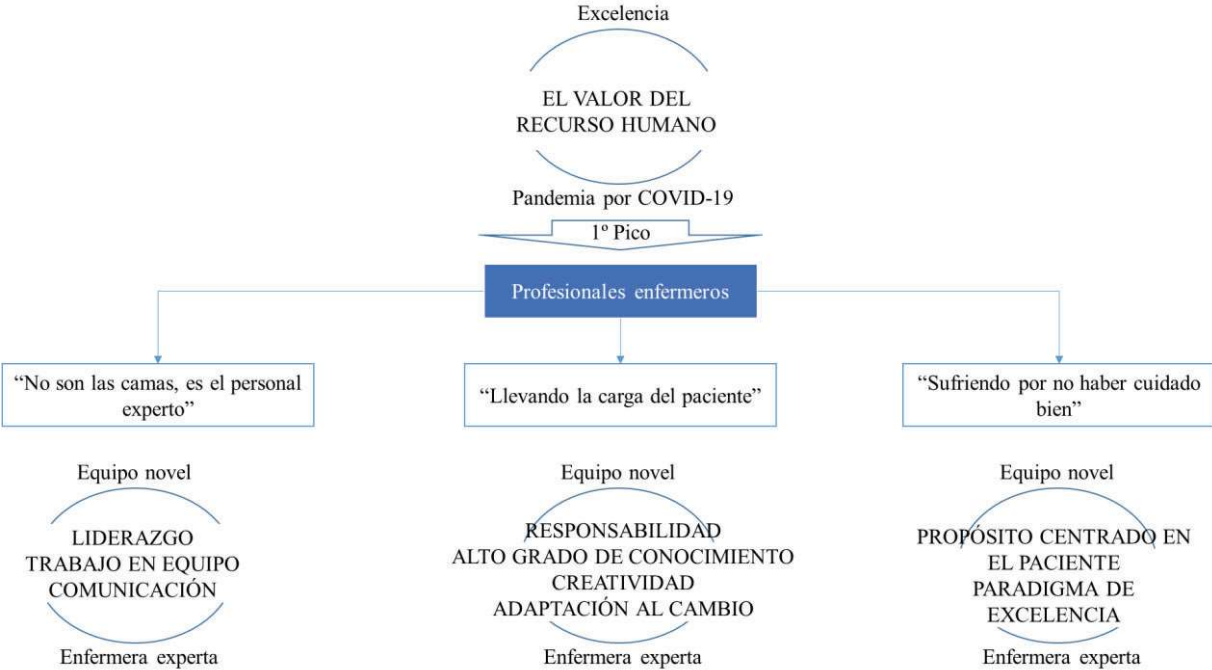 Excelencia
EL VALOR DEL
RECURSO HUMANO
Pandemia por COVID-19
1º Pico
Profesionales enfermeros
“No son las camas, es el personal
experto”
“Llevando la carga del paciente”
“Sufriendo por no haber cuidado
bien”
Equipo novel
LIDERAZGO
TRABAJO EN EQUIPO
COMUNICACIÓN
Enfermera experta
Equipo novel
RESPONSABILIDAD
ALTO GRADO DE CONOCIMIENTO
CREATIVIDAD
ADAPTACIÓN AL CAMBIO
Enfermera experta
Equipo novel
PROPÓSITO CENTRADO EN
EL PACIENTE
PARADIGMA DE
EXCELENCIA
Enfermera experta